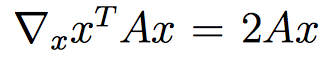 ∇ₓxᵀAx = 2Ax